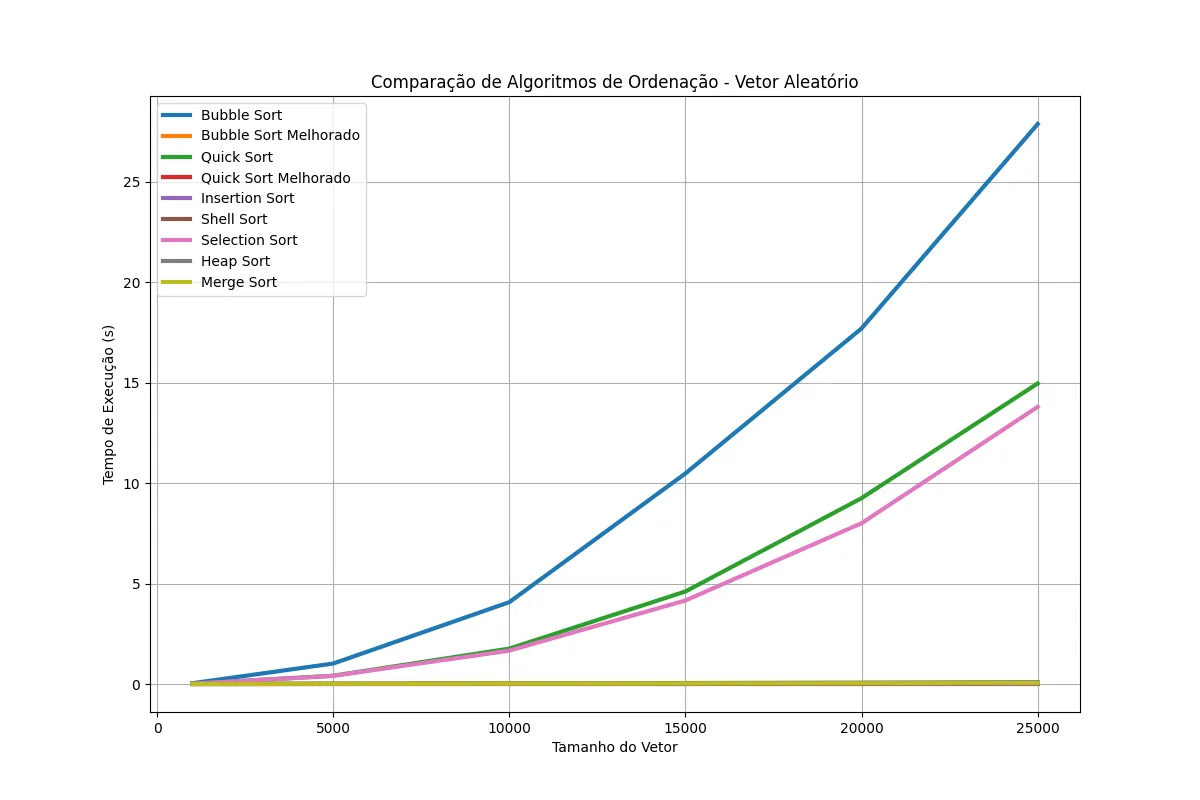 Comparação de Algoritmos de Ordenação - Vetor Aleatório
Bubble Sort
Bubble Sort Melhorado
Quick Sort
Quick Sort Melhorado
Insertion Sort
Shell Sort
Selection Sort
Heap Sort
Merge Sort
25
20
15
10
5
0
Tempo de Execução (s)
0 5000 10000 15000 20000 25000
Tamanho do Vetor